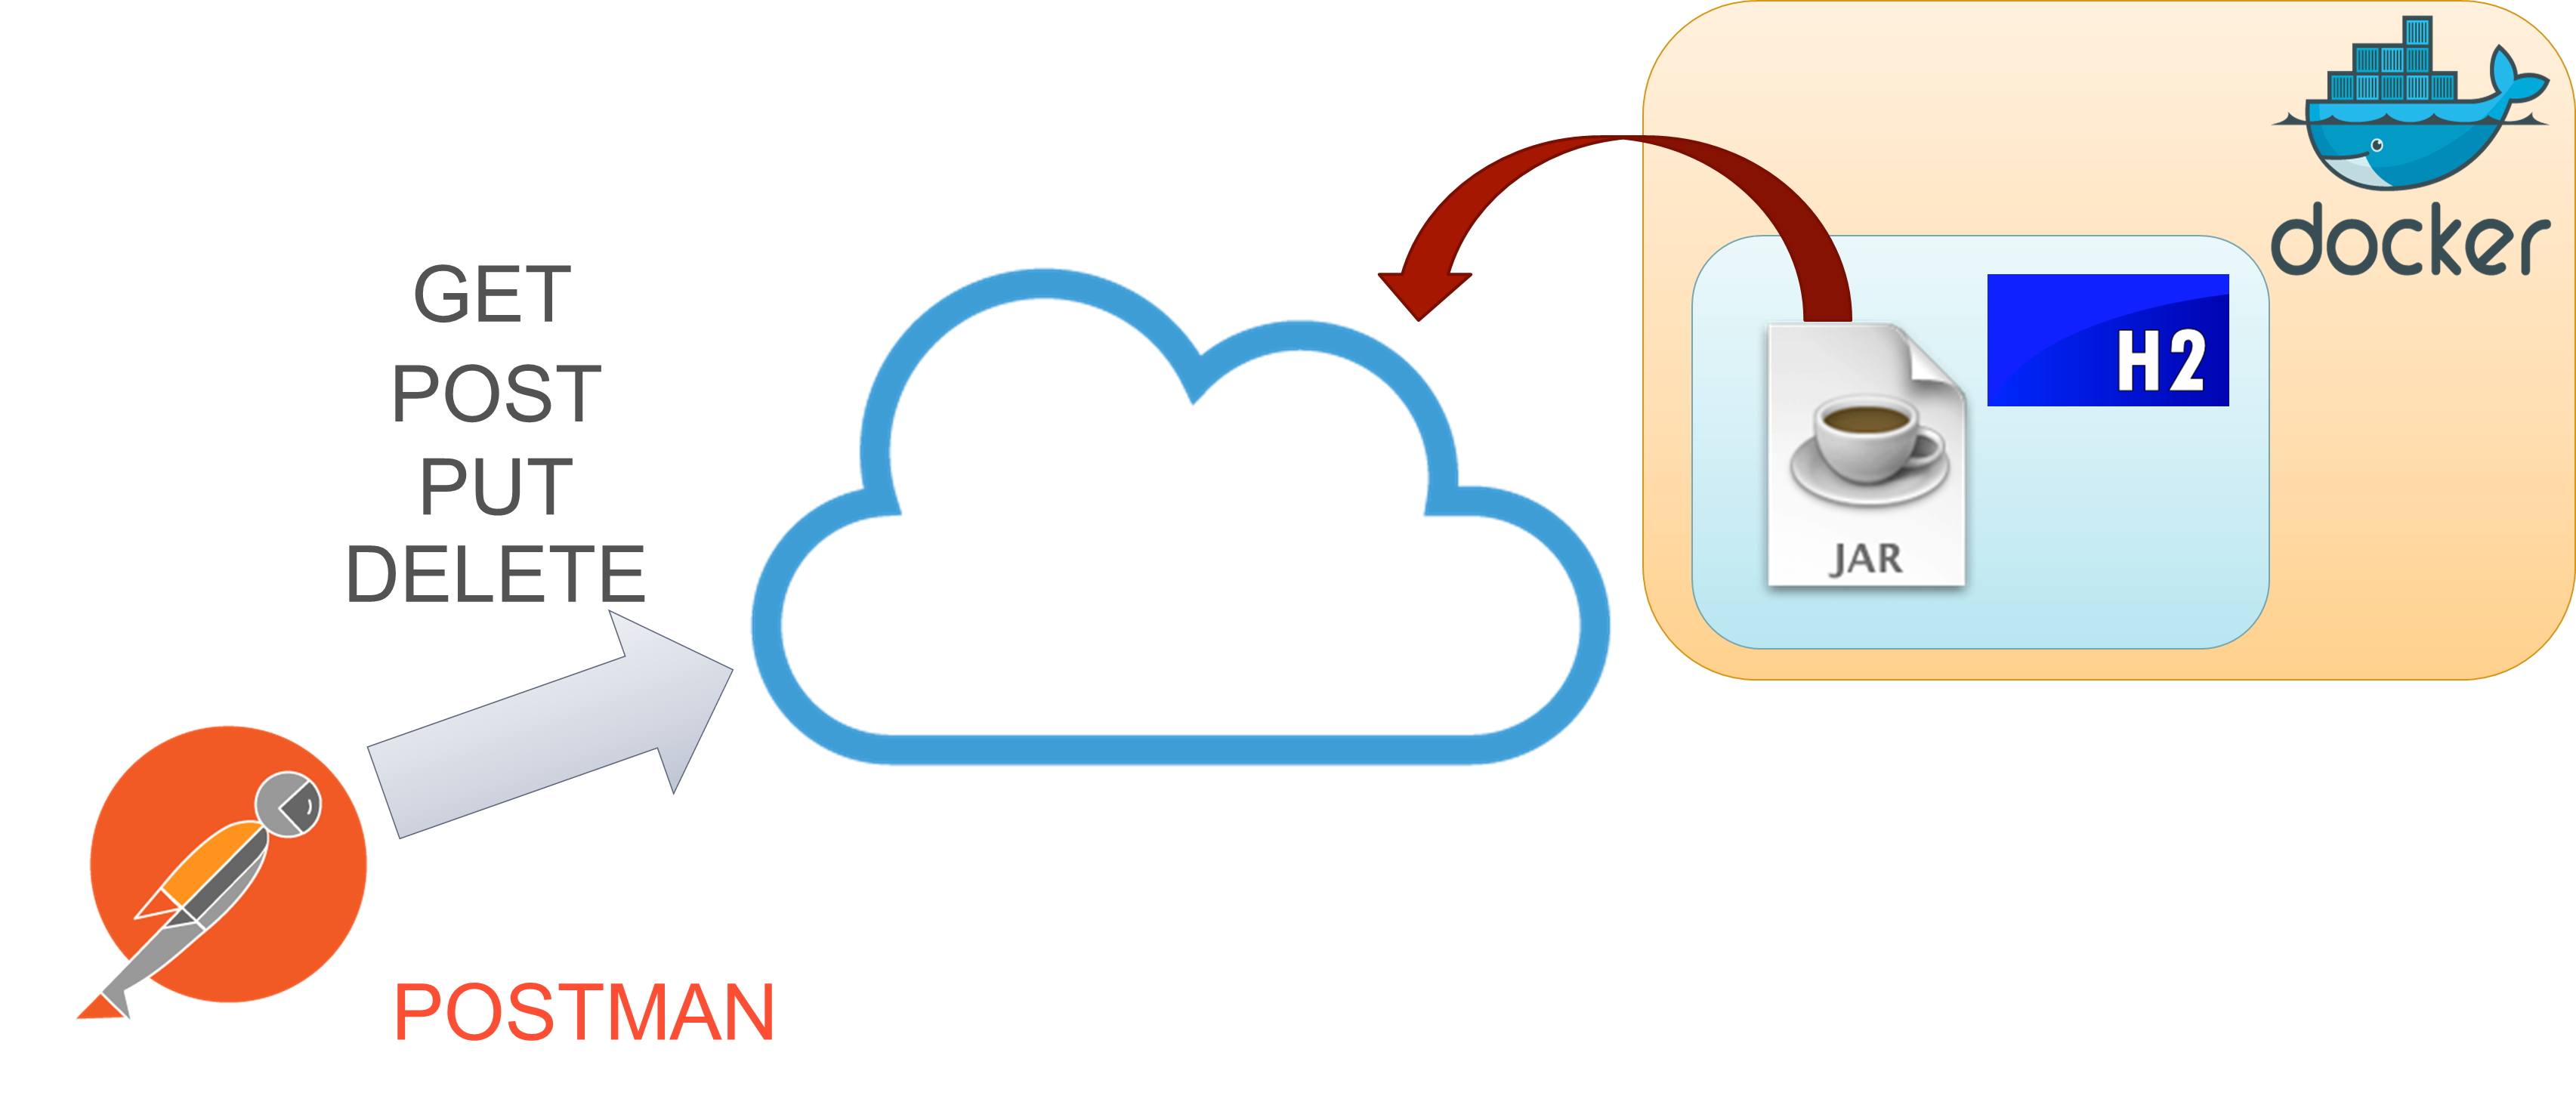 GET
POST
PUT
DELETE
POSTMAN
docker
H2
JAR